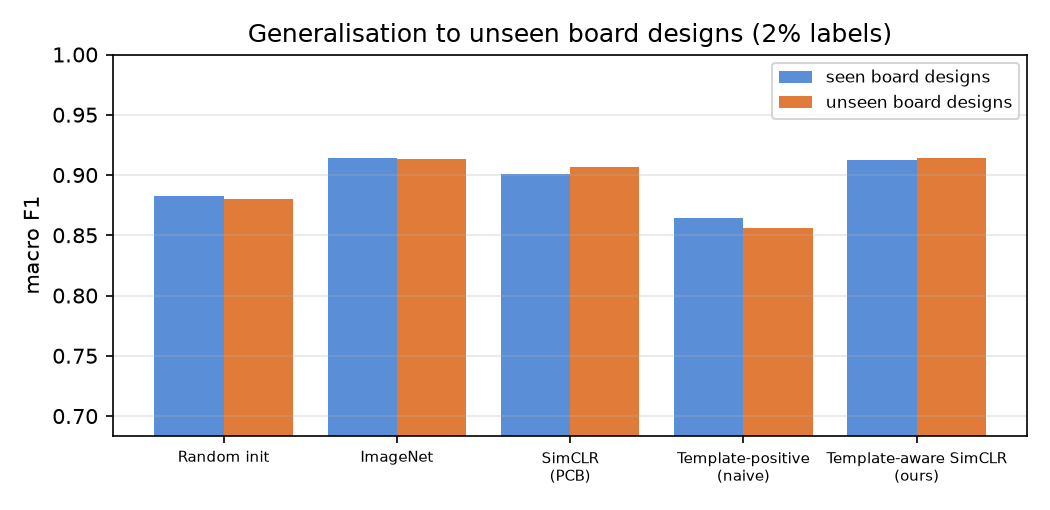 Generalisation to unseen board designs (2% labels)
seen board designs
unseen board designs
macro F1
1.00
0.95
0.90
0.85
0.80
0.75
0.70
Random init
ImageNet
SimCLR
(PCB)
Template-positive
(naive)
Template-aware SimCLR
(ours)